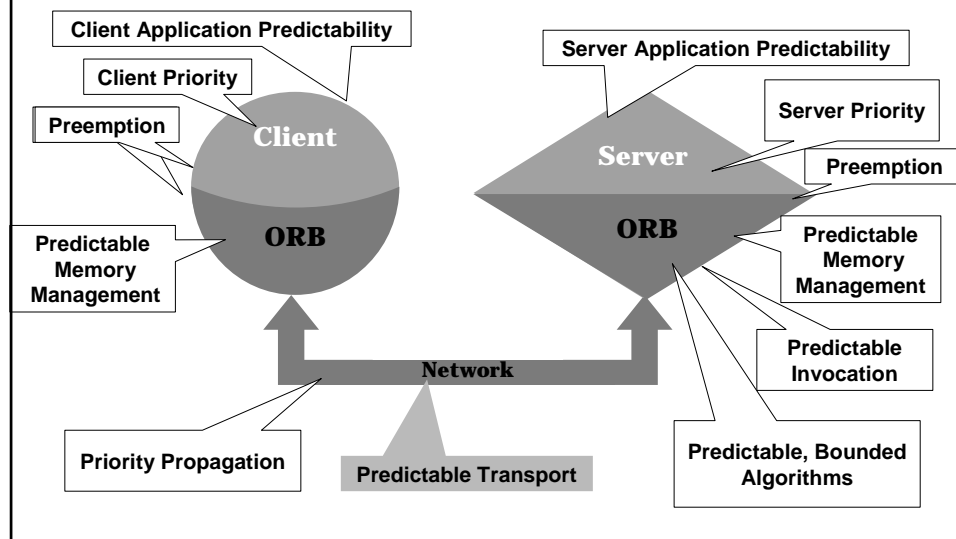 Client Application Predictability
Server Application Predictability
Client Priority
Server Priority
Preemption
Client
Server
Preemption
ORB
ORB
Predictable
Memory
Management
Predictable
Memory
Management
Network
Predictable
Invocation
Priority Propagation
Predictable Transport
Predictable, Bounded
Algorithms